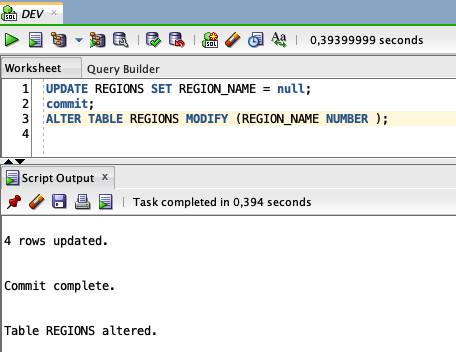 DEV
SQL
0,39399999 seconds
Worksheet Query Builder
1 UPDATE REGIONS SET REGION_NAME = null;
2 commit;
3 ALTER TABLE REGIONS MODIFY (REGION_NAME NUMBER );
4
Script Output x
Task completed in 0,394 seconds
4 rows updated.
Commit complete.
Table REGIONS altered.